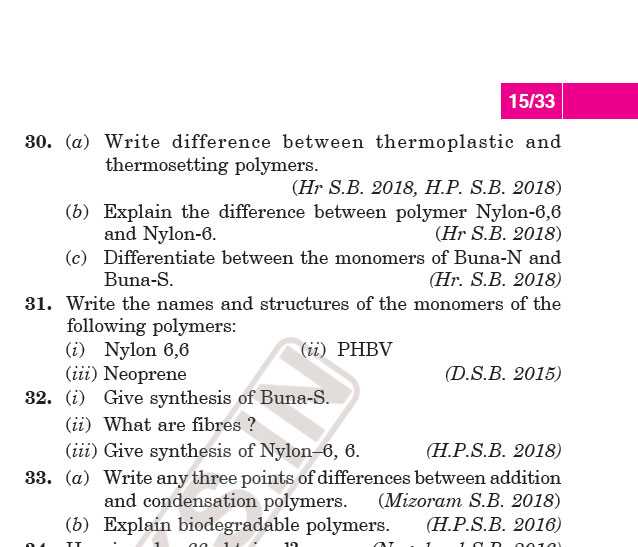 15/33
30. (a) Write difference between thermoplastic and
thermosetting polymers.
(Hr S.B. 2018, H.P. S.B. 2018)
(b) Explain the difference between polymer Nylon-6,6
and Nylon-6. (Hr S.B. 2018)
(c) Differentiate between the monomers of Buna-N and
Buna-S. (Hr. S.B. 2018)
31. Write the names and structures of the monomers of the
following polymers:
(i) Nylon 6,6 (ii) PHBV
(iii) Neoprene (D.S.B. 2015)
32. (i) Give synthesis of Buna-S.
(ii) What are fibres ?
(iii) Give synthesis of Nylon–6, 6. (H.P.S.B. 2018)
33. (a) Write any three points of differences between addition
and condensation polymers. (Mizoram S.B. 2018)
(b) Explain biodegradable polymers. (H.P.S.B. 2016)